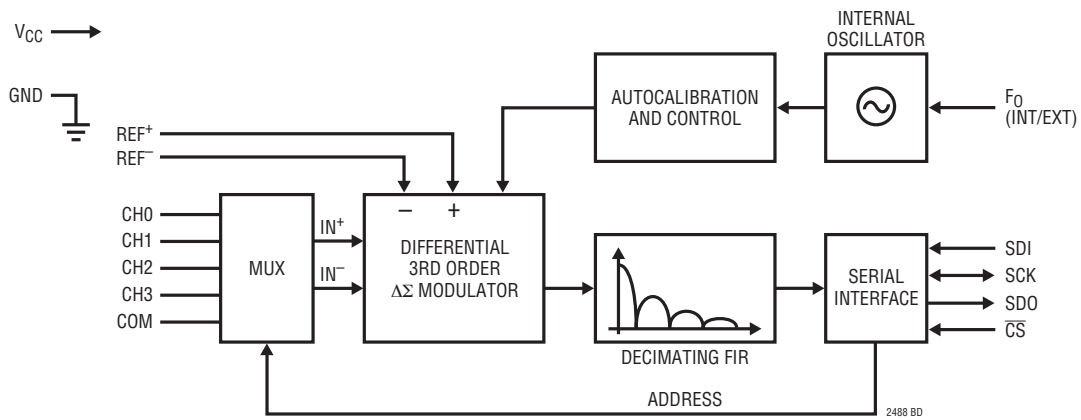 INTERNAL
OSCILLATOR
VCC
GND
AUTOCALIBRATION
AND CONTROL
FO
(INT/EXT)
REF+
REF–
CH0
CH1
CH2
CH3
COM
MUX
IN+
IN–
– +
DIFFERENTIAL
3RD ORDER
ΔΣ MODULATOR
DECIMATING FIR
SERIAL
INTERFACE
SDI
SCK
SDO
C̅S̅
ADDRESS
2488 BD